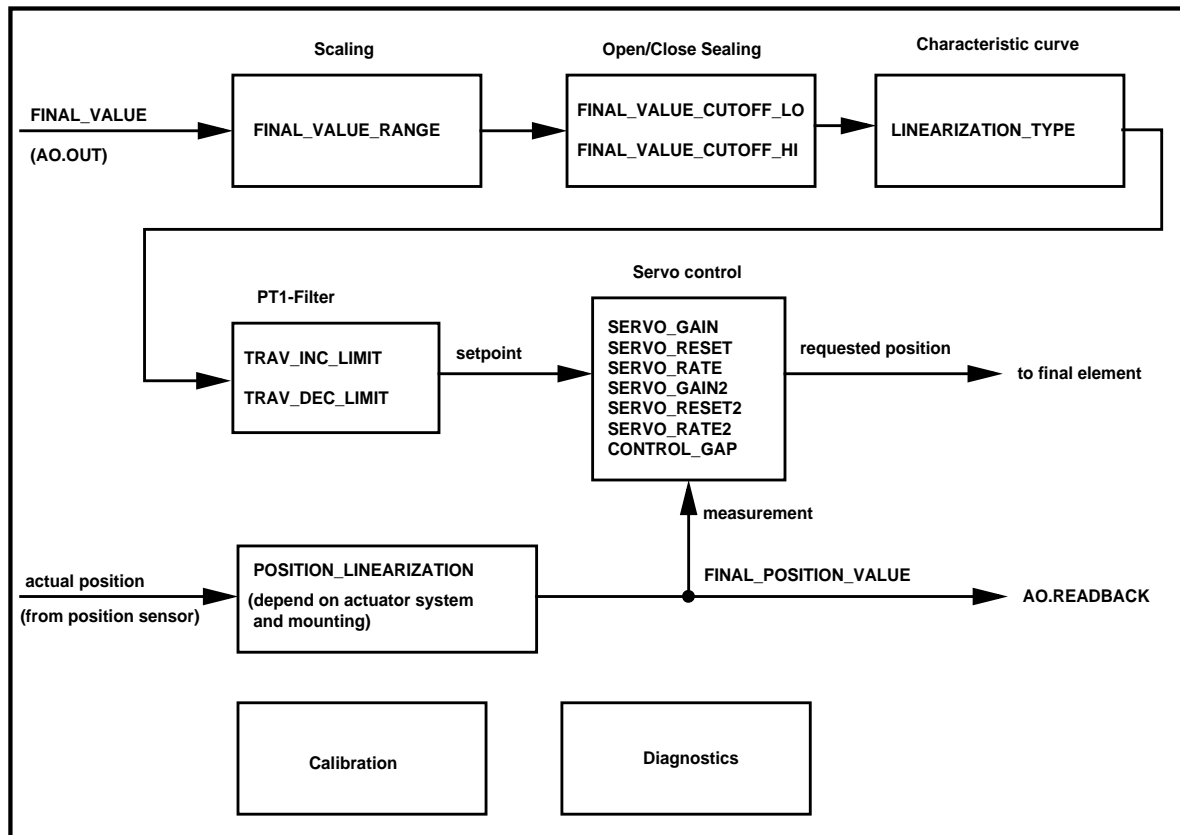 Scaling
Open/Close Sealing
Characteristic curve
FINAL_VALUE
(AO.OUT)
FINAL_VALUE_RANGE
FINAL_VALUE_CUTOFF_LO
FINAL_VALUE_CUTOFF_HI
LINEARIZATION_TYPE
PT1-Filter
Servo control
TRAV_INC_LIMIT
TRAV_DEC_LIMIT
setpoint
SERVO_GAIN
SERVO_RESET
SERVO_RATE
SERVO_GAIN2
SERVO_RESET2
SERVO_RATE2
CONTROL_GAP
requested position
to final element
measurement
actual position
(from position sensor)
POSITION_LINEARIZATION
(depend on actuator system
and mounting)
FINAL_POSITION_VALUE
AO.READBACK
Calibration
Diagnostics